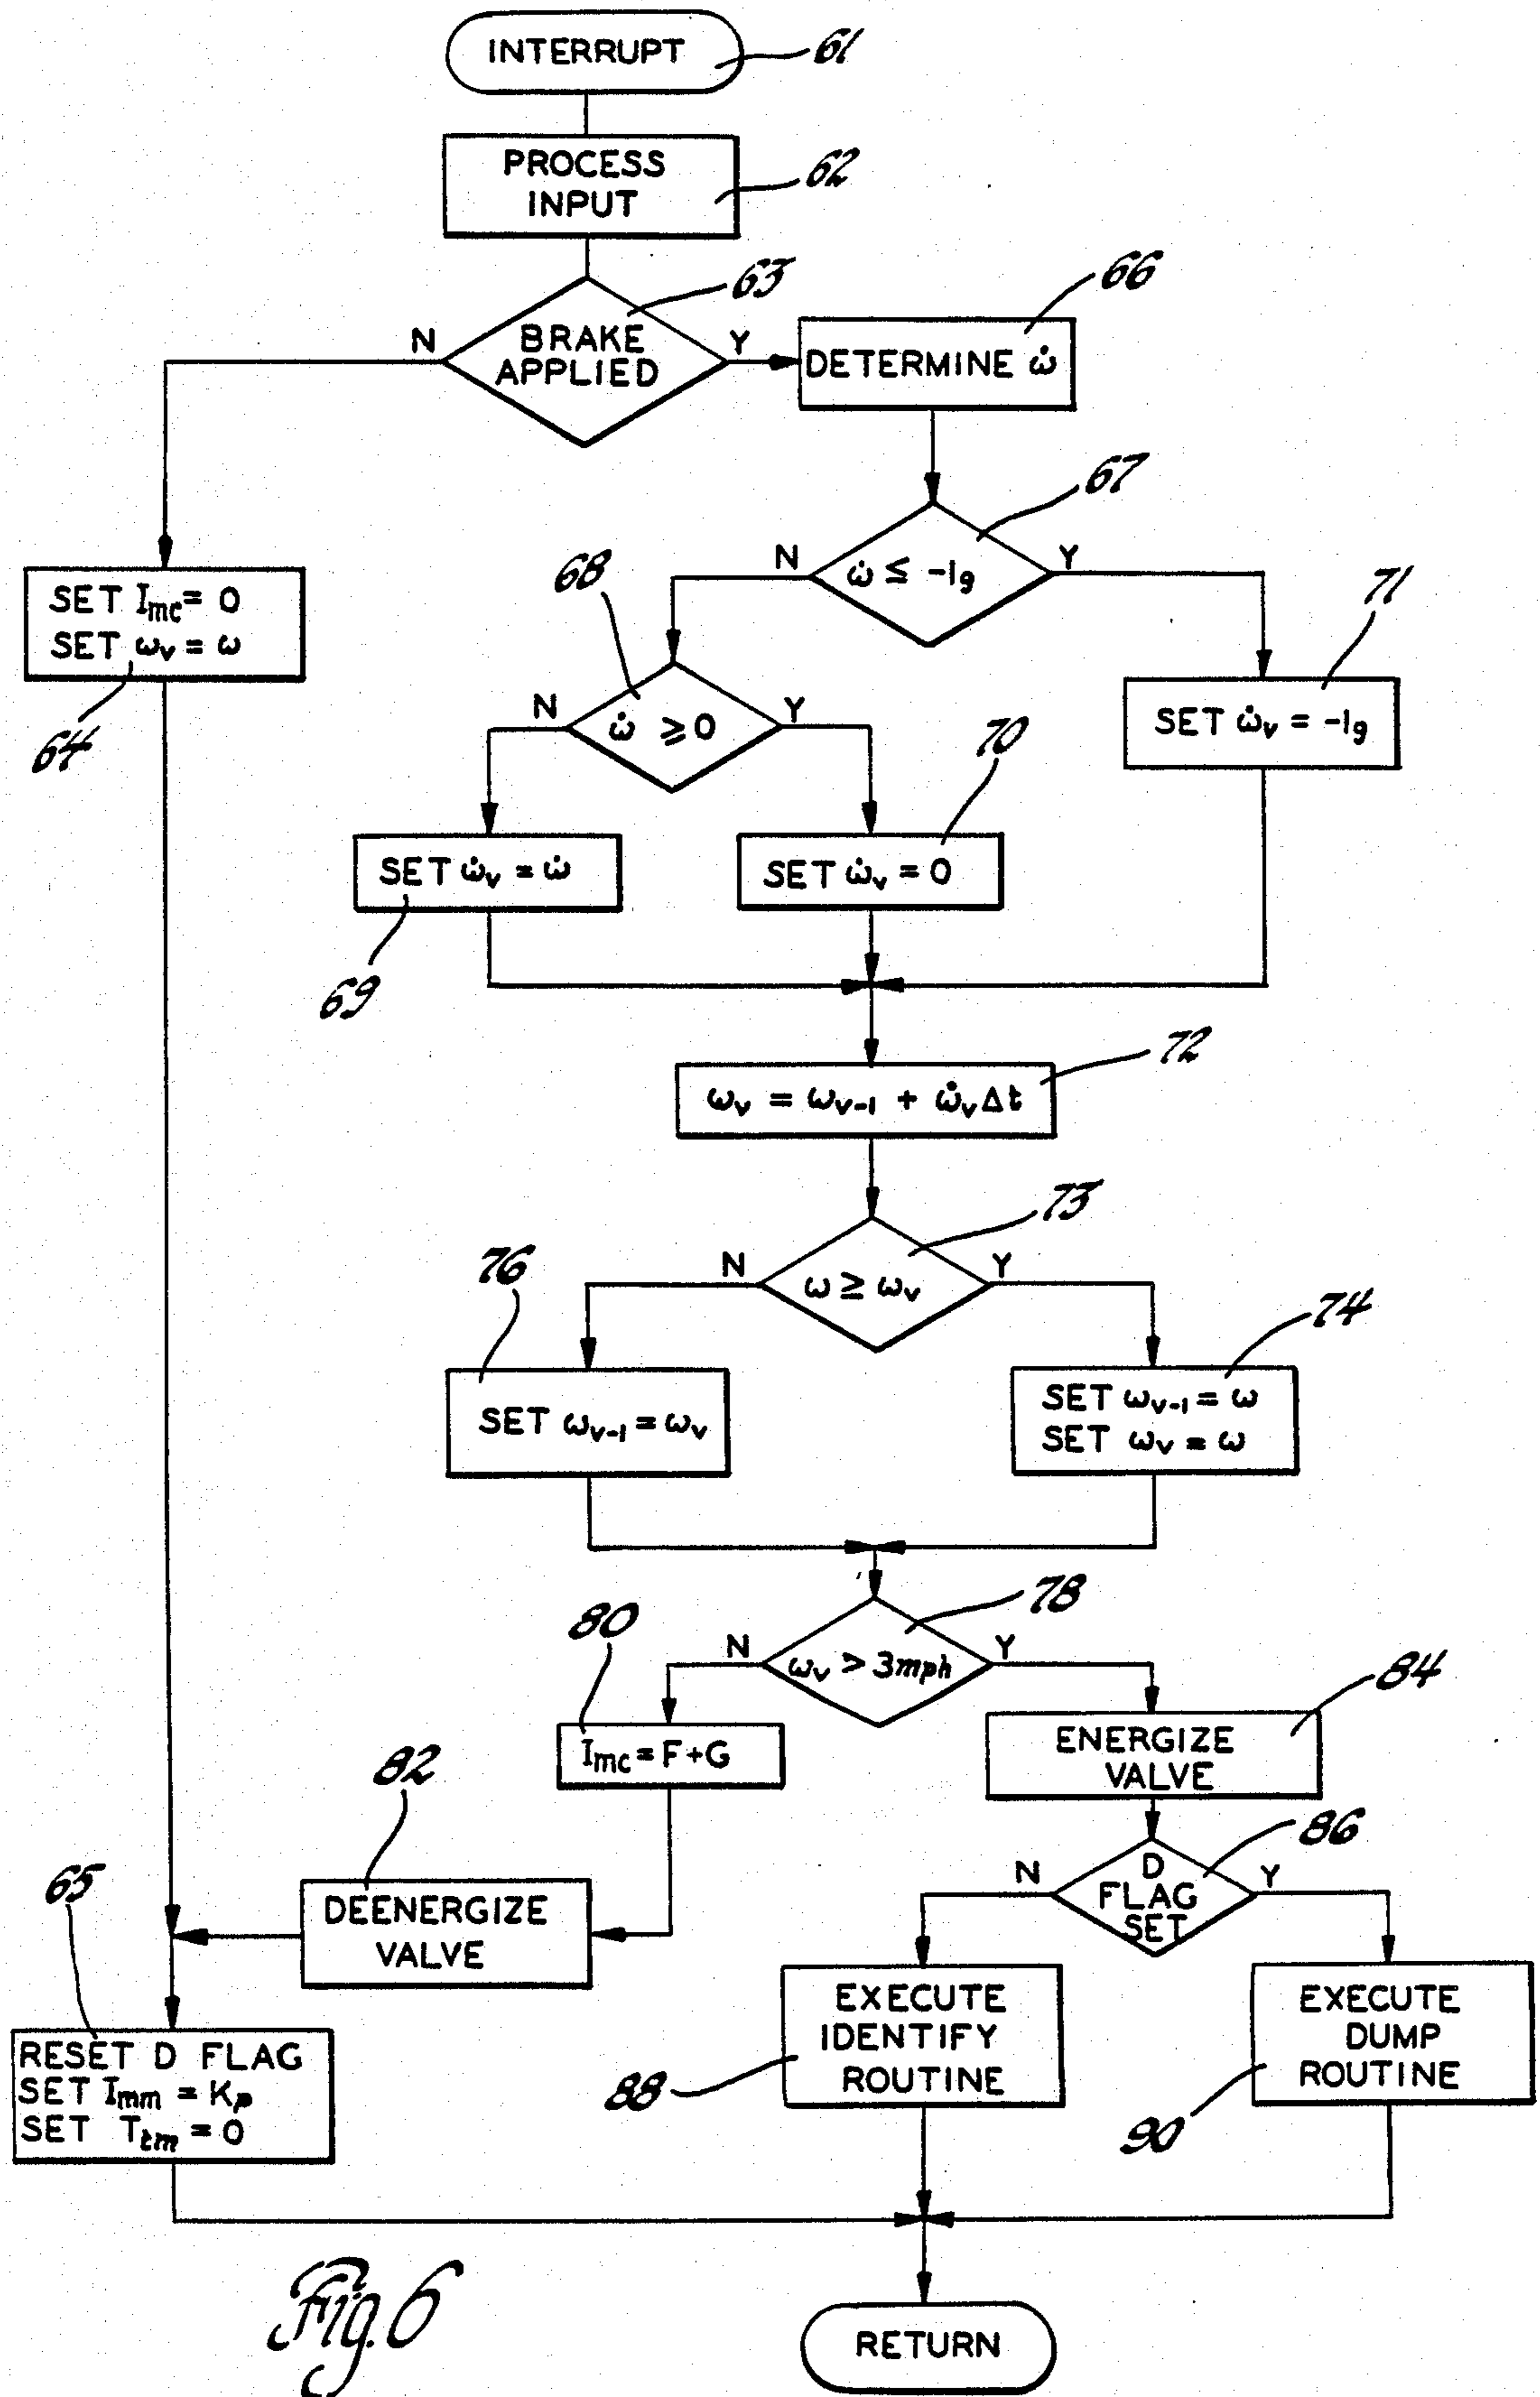 INTERRUPT
61
PROCESS
INPUT
62
63
BRAKE
APPLIED
N
Y
66
DETERMINE ω̇
67
ω̇ ≤ -1g
N
Y
SET Imc = 0
SET ωv = ω
64
68
ω̇ ≥ 0
N
Y
71
SET ω̇v = -1g
70
SET ω̇v = ω̇
69
SET ω̇v = 0
72
ωv = ωv-1 + ω̇vΔt
73
ω ≥ ωv
N
Y
76
SET ωv-1 = ωv
74
SET ωv-1 = ω
SET ωv = ω
78
ωv > 3mph
N
Y
80
Imc = F+G
84
ENERGIZE
VALVE
82
DEENERGIZE
VALVE
86
D
FLAG
SET
N
Y
65
RESET D FLAG
SET Imm = Kp
SET Ttm = 0
EXECUTE
IDENTIFY
ROUTINE
88
EXECUTE
DUMP
ROUTINE
90
RETURN
Fig. 6